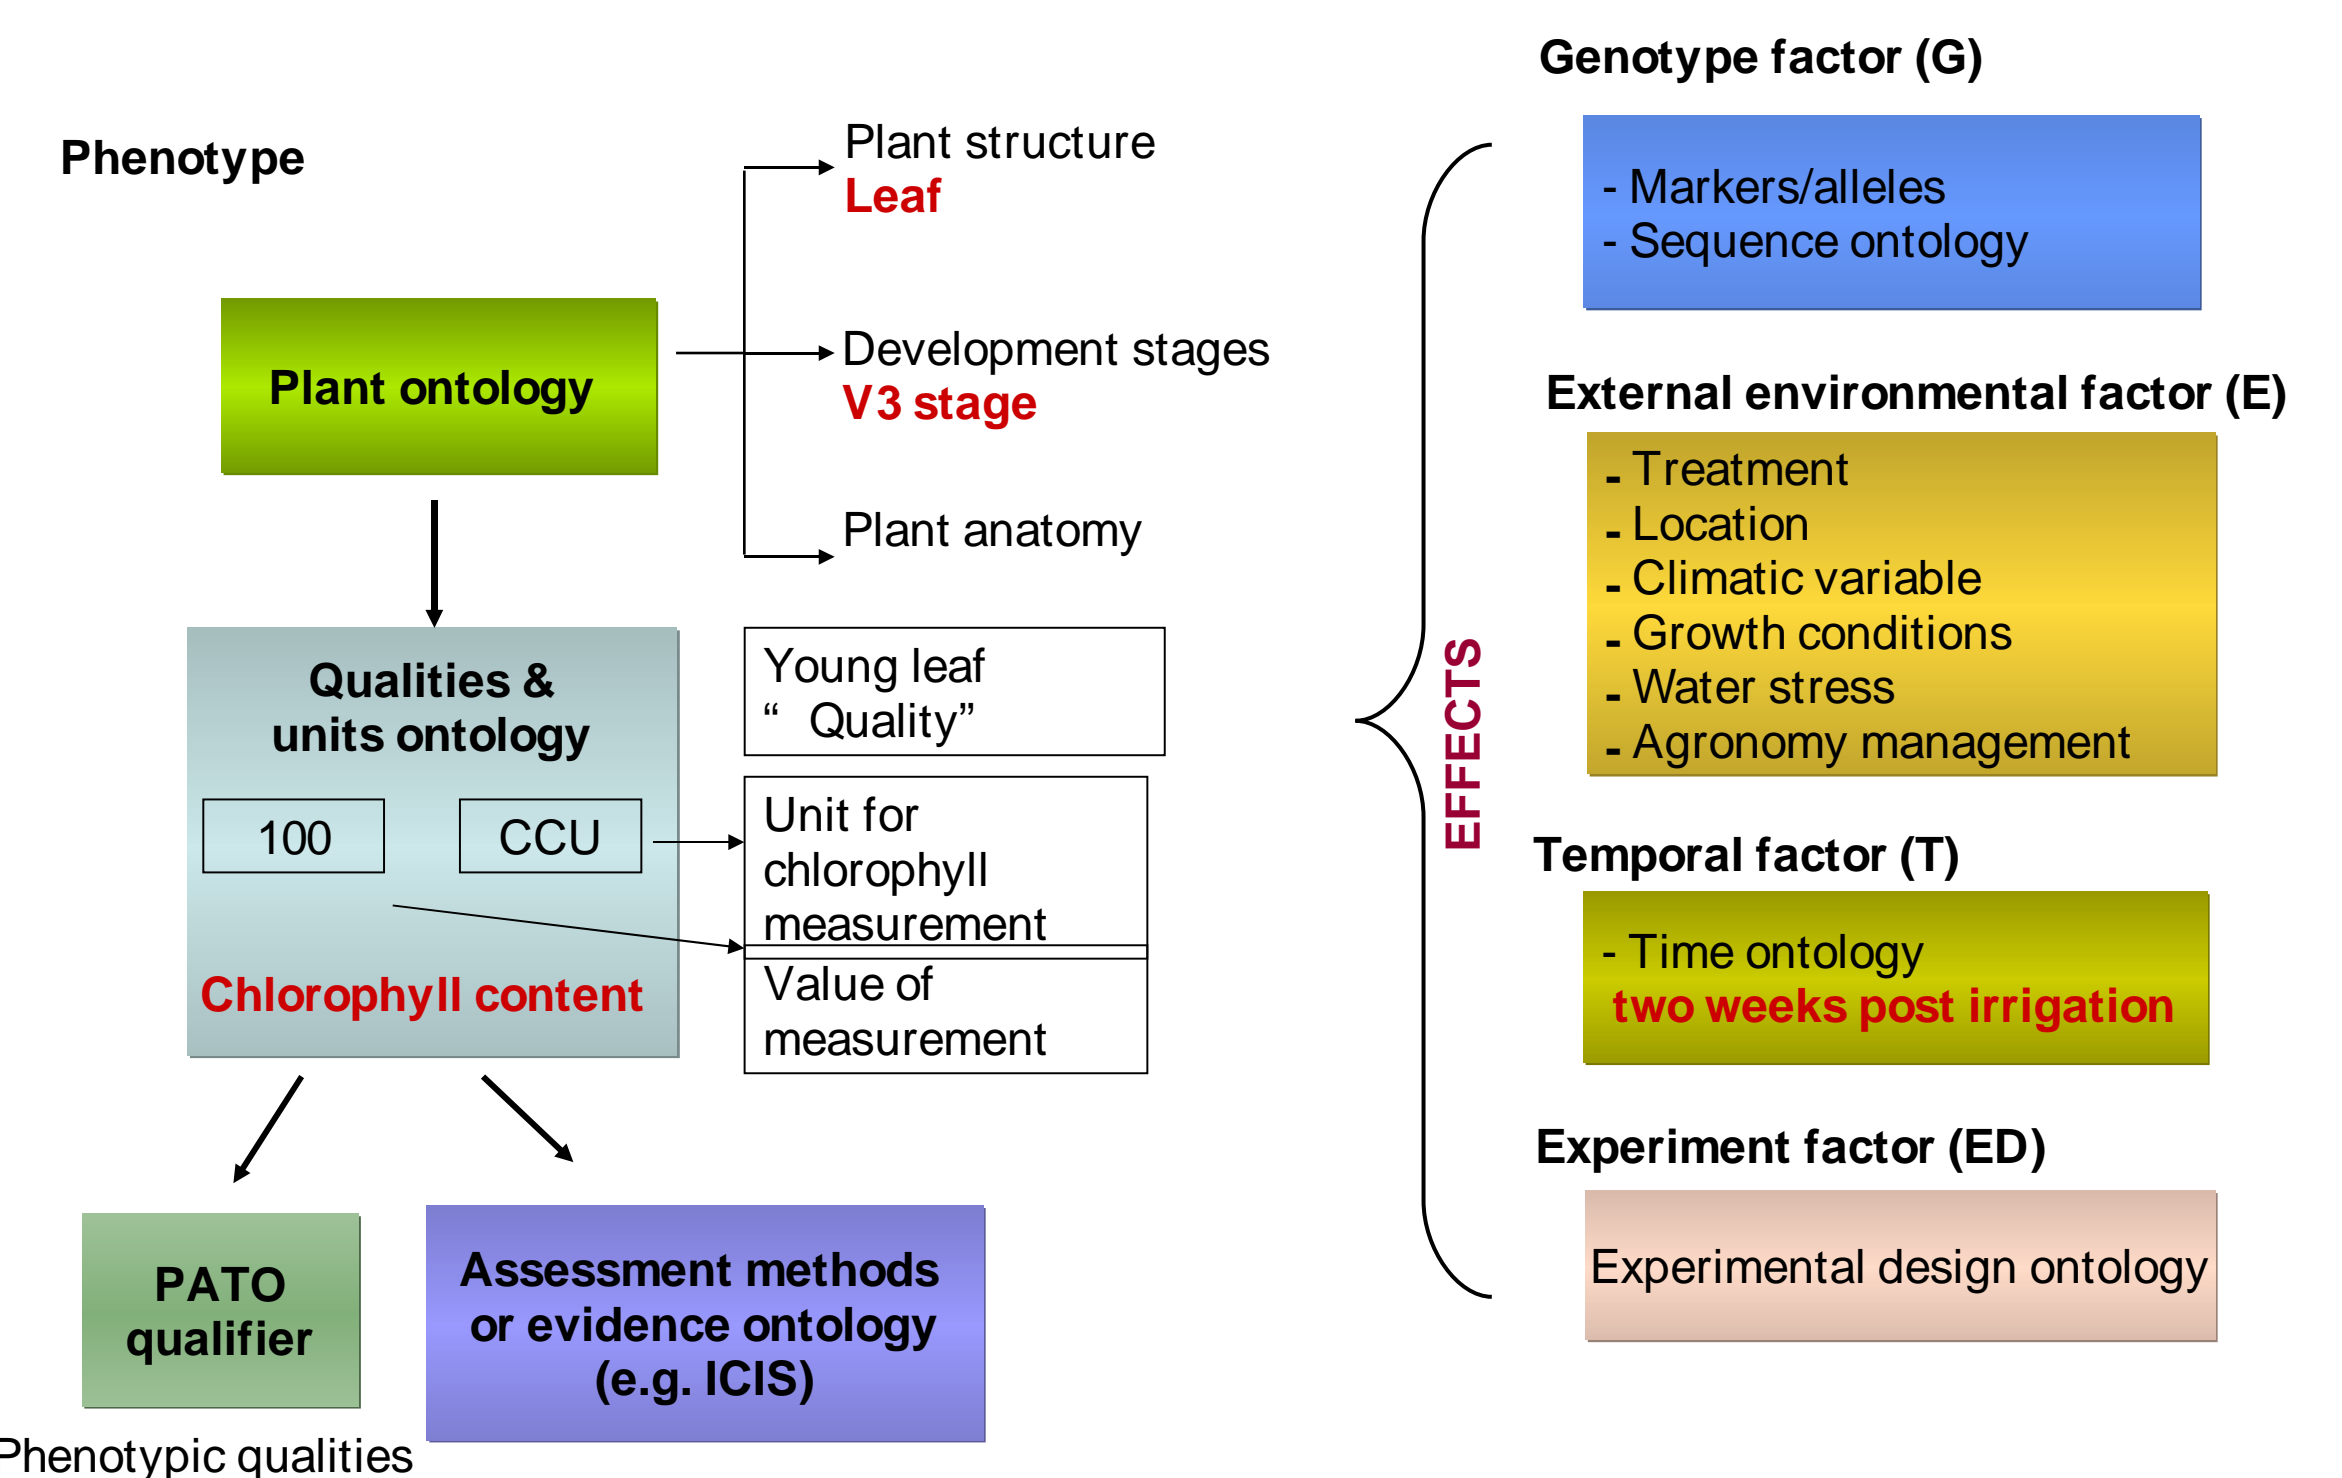 Phenotype
Plant structure
Leaf
Plant ontology
Development stages
V3 stage
Plant anatomy
Qualities &
units ontology
100
CCU
Chlorophyll content
Young leaf
“ Quality”
Unit for
chlorophyll
measurement
Value of
measurement
PATO
qualifier
Phenotypic qualities
Assessment methods
or evidence ontology
(e.g. ICIS)
EFFECTS
Genotype factor (G)
- Markers/alleles
- Sequence ontology
External environmental factor (E)
- Treatment
- Location
- Climatic variable
- Growth conditions
- Water stress
- Agronomy management
Temporal factor (T)
- Time ontology
two weeks post irrigation
Experiment factor (ED)
Experimental design ontology